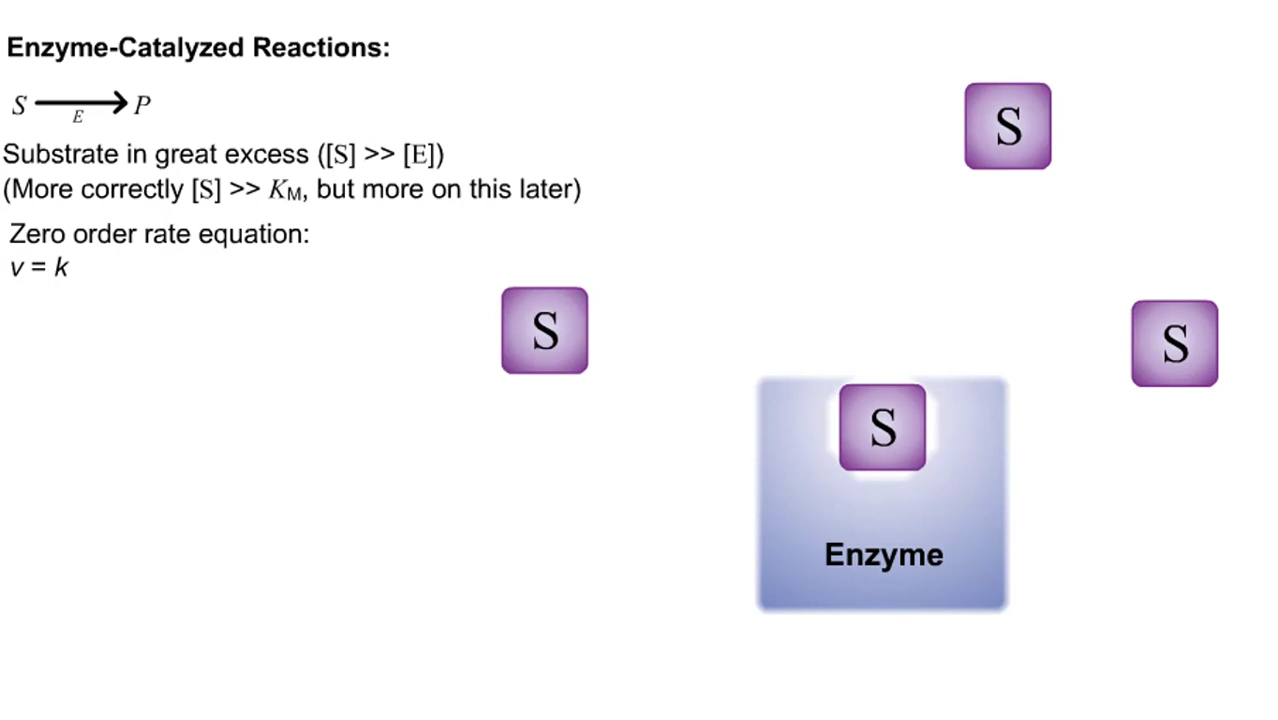 Enzyme-Catalyzed Reactions:
S → P
E
Substrate in great excess ([S] >> [E])
(More correctly [S] >> KM, but more on this later)
Zero order rate equation:
v = k
S
S
S
S
Enzyme